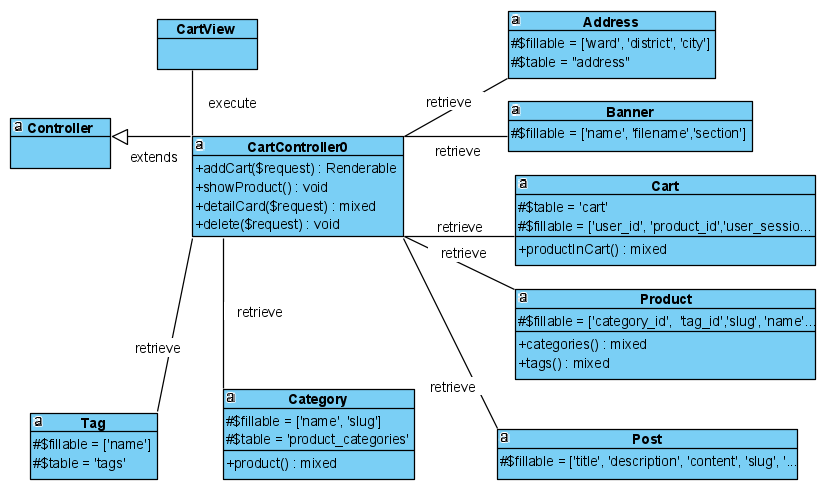 CartView
execute
a Controller
extends
a CartController0
+addCart($request) : Renderable
+showProduct() : void
+detailCard($request) : mixed
+delete($request) : void
a Address
#$fillable = ['ward', 'district', 'city']
#$table = "address"
retrieve
a Banner
#$fillable = ['name', 'filename','section']
retrieve
a Cart
#$table = 'cart'
#$fillable = ['user_id', 'product_id','user_sessio...
+productInCart() : mixed
retrieve
a Product
#$fillable = ['category_id', 'tag_id','slug', 'name'...
+categories() : mixed
+tags() : mixed
retrieve
a Post
#$fillable = ['title', 'description', 'content', 'slug', '...
retrieve
a Category
#$fillable = ['name', 'slug']
#$table = 'product_categories'
+product() : mixed
retrieve
a Tag
#$fillable = ['name']
#$table = 'tags'
retrieve